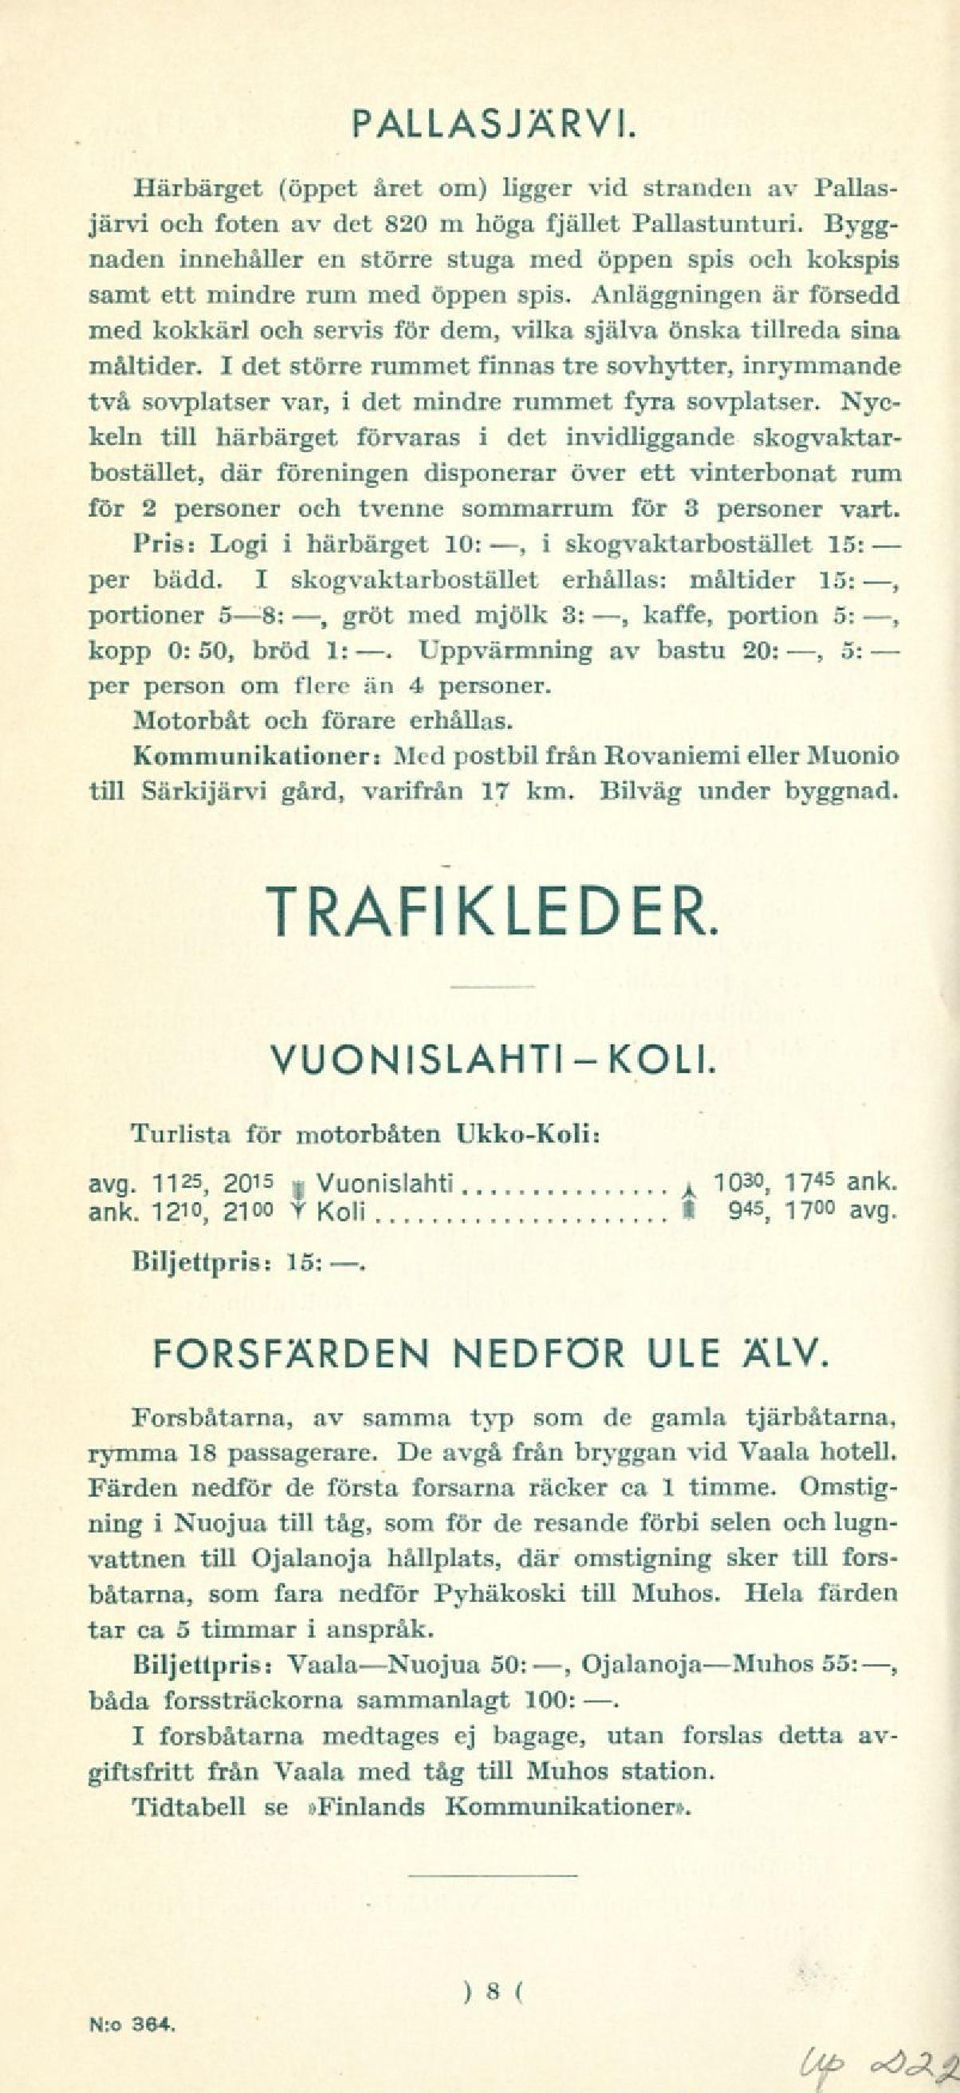 PALLASJÄRVI.
Härbärget (öppet året om) ligger vid stranden av Pallas-
järvi och foten av det 820 m höga fjället Pallastunturi. Bygg-
naden innehåller en större stuga med öppen spis och kokspis
samt ett mindre rum med öppen spis. Anläggningen är försedd
med kokkärl och servis för dem, vilka själva önska tillreda sina
måltider. I det större rummet finnas tre sovhytter, inrymmande
två sovplatser var, i det mindre rummet fyra sovplatser. Nyc-
keln till härbärget förvaras i det invidliggande skogvaktar-
bostället, där föreningen disponerar över ett vinterbonat rum
för 2 personer och tvenne sommarrum för 3 personer vart.
Pris: Logi i härbärget 10: —, i skogvaktarbostället 15: —
per bädd. I skogvaktarbostället erhållas: måltider 15: —,
portioner 5—8: —, gröt med mjölk 3: —, kaffe, portion 5: —,
kopp 0: 50, bröd 1: —. Uppvärmning av bastu 20: —, 5: —
per person om flere än 4 personer.
Motorbåt och förare erhållas.
Kommunikationer: Med postbil från Rovaniemi eller Muonio
till Särkijärvi gård, varifrån 17 km. Bilväg under byggnad.
TRAFIKLEDER.
VUONISLAHTI – KOLI.
Turlista för motorbåten Ukko-Koli:
avg. 11²⁵, 20¹⁵ Vuonislahti ............... 10³⁰, 17⁴⁵ ank.
ank. 12¹⁰, 21⁰⁰ Koli ...................... 9⁴⁵, 17⁰⁰ avg.
Biljettpris: 15: —.
FORSFÄRDEN NEDFÖR ULE ÄLV.
Forsbåtarna, av samma typ som de gamla tjärbåtarna,
rymma 18 passagerare. De avgå från bryggan vid Vaala hotell.
Färden nedför de första forsarna räcker ca 1 timme. Omstig-
ning i Nuojua till tåg, som för de resande förbi selen och lugn-
vattnen till Ojalanoja hållplats, där omstigning sker till fors-
båtarna, som fara nedför Pyhäkoski till Muhos. Hela färden
tar ca 5 timmar i anspråk.
Biljettpris: Vaala—Nuojua 50: —, Ojalanoja—Muhos 55: —,
båda forssträckorna sammanlagt 100: —.
I forsbåtarna medtages ej bagage, utan forslas detta av-
giftsfritt från Vaala med tåg till Muhos station.
Tidtabell se »Finlands Kommunikationer».
) 8 (
N:o 364.